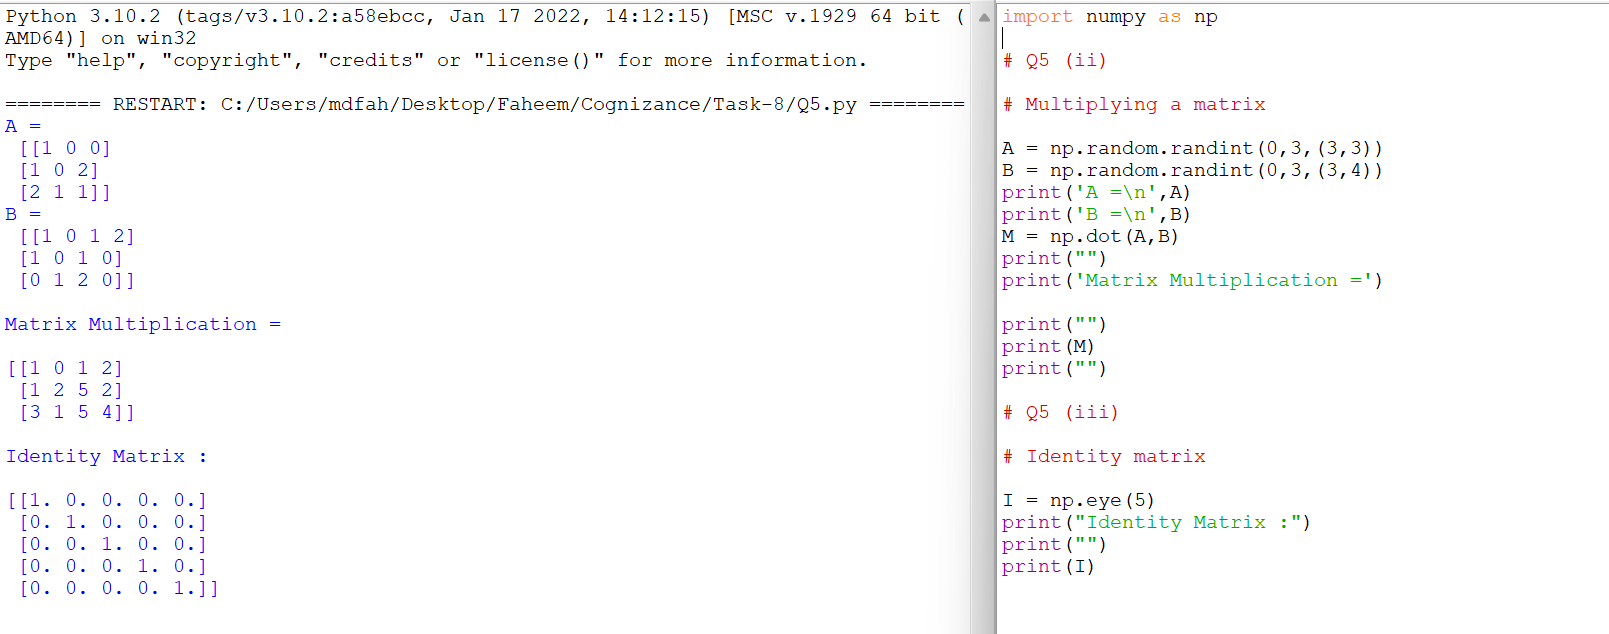 Python 3.10.2 (tags/v3.10.2:a58ebcc, Jan 17 2022, 14:12:15) [MSC v.1929 64 bit (
AMD64)] on win32
Type "help", "copyright", "credits" or "license()" for more information.
======== RESTART: C:/Users/mdfah/Desktop/Faheem/Cognizance/Task-8/Q5.py ========
A =
 [[1 0 0]
 [1 0 2]
 [2 1 1]]
B =
 [[1 0 1 2]
 [1 0 1 0]
 [0 1 2 0]]
Matrix Multiplication =
[[1 0 1 2]
 [1 2 5 2]
 [3 1 5 4]]
Identity Matrix :
[[1. 0. 0. 0. 0.]
 [0. 1. 0. 0. 0.]
 [0. 0. 1. 0. 0.]
 [0. 0. 0. 1. 0.]
 [0. 0. 0. 0. 1.]]
import numpy as np
# Q5 (ii)
# Multiplying a matrix
A = np.random.randint(0,3,(3,3))
B = np.random.randint(0,3,(3,4))
print('A =\n',A)
print('B =\n',B)
M = np.dot(A,B)
print("")
print('Matrix Multiplication =')
print("")
print(M)
print("")
# Q5 (iii)
# Identity matrix
I = np.eye(5)
print("Identity Matrix :")
print("")
print(I)